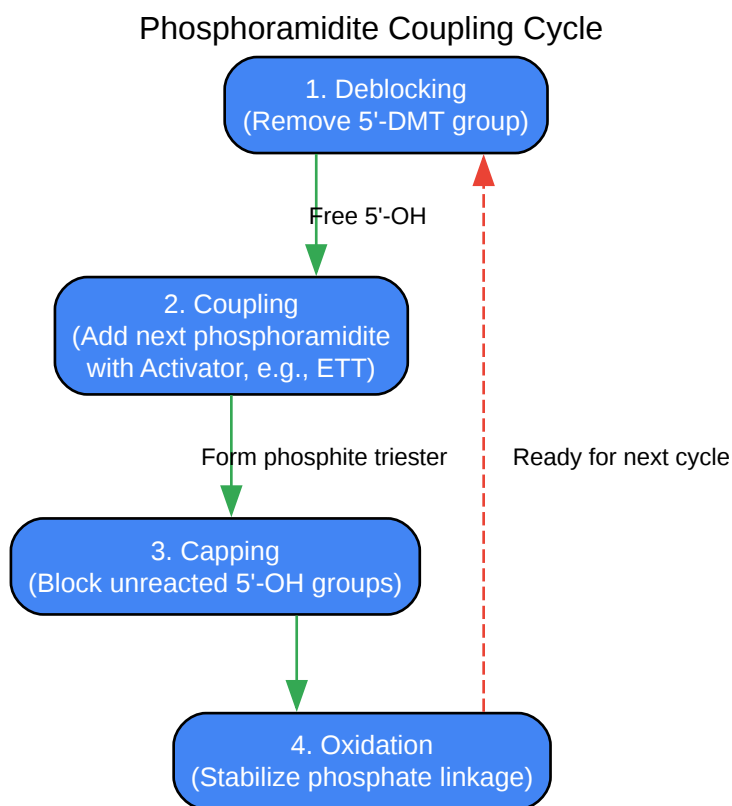 Phosphoramidite Coupling Cycle
1. Deblocking
(Remove 5'-DMT group)
Free 5'-OH
2. Coupling
(Add next phosphoramidite
with Activator, e.g., ETT)
Form phosphite triester
Ready for next cycle
3. Capping
(Block unreacted 5'-OH groups)
4. Oxidation
(Stabilize phosphate linkage)